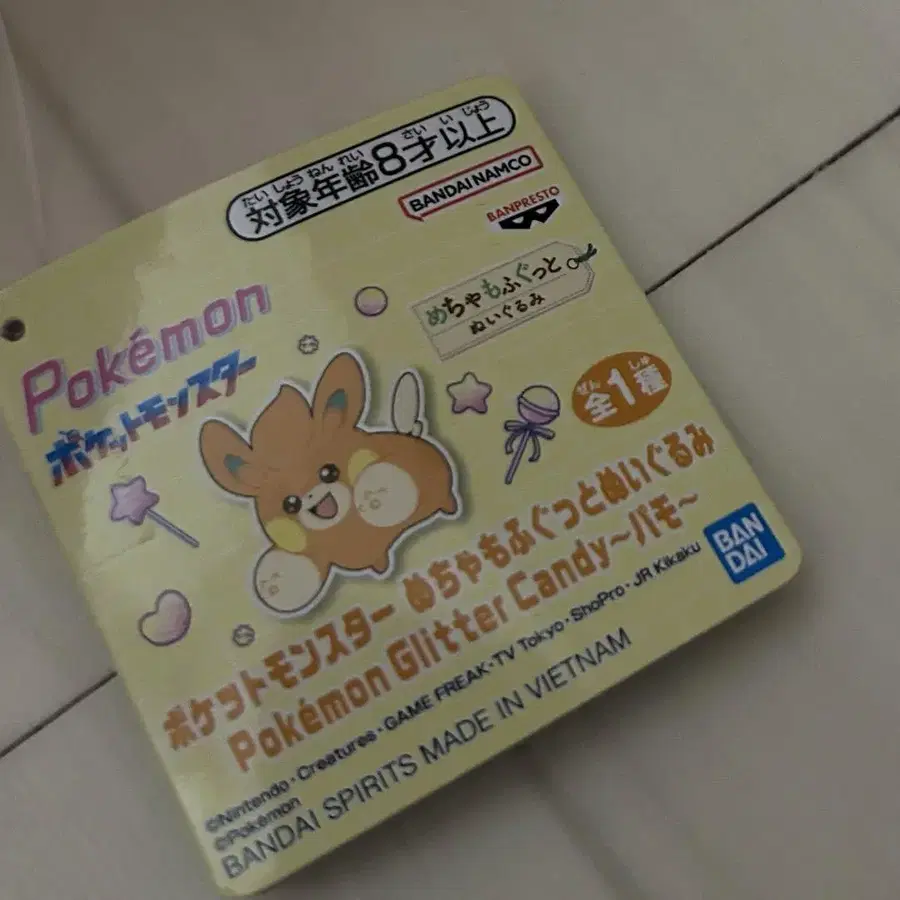 たいしょうねんれい さいいじょう
対象年齢8才以上
BANDAI NAMCO
BANPRESTO
めちゃもふぐっと
ぬいぐるみ
Pokémon
ポケットモンスター
ぜん しゅ
全1種
BAN
DAI
ポケットモンスター めちゃもふぐっとぬいぐるみ
Pokémon Glitter Candy～パモ～
©Nintendo・Creatures・GAME FREAK・TV Tokyo・ShoPro・JR Kikaku
©Pokémon
BANDAI SPIRITS MADE IN VIETNAM